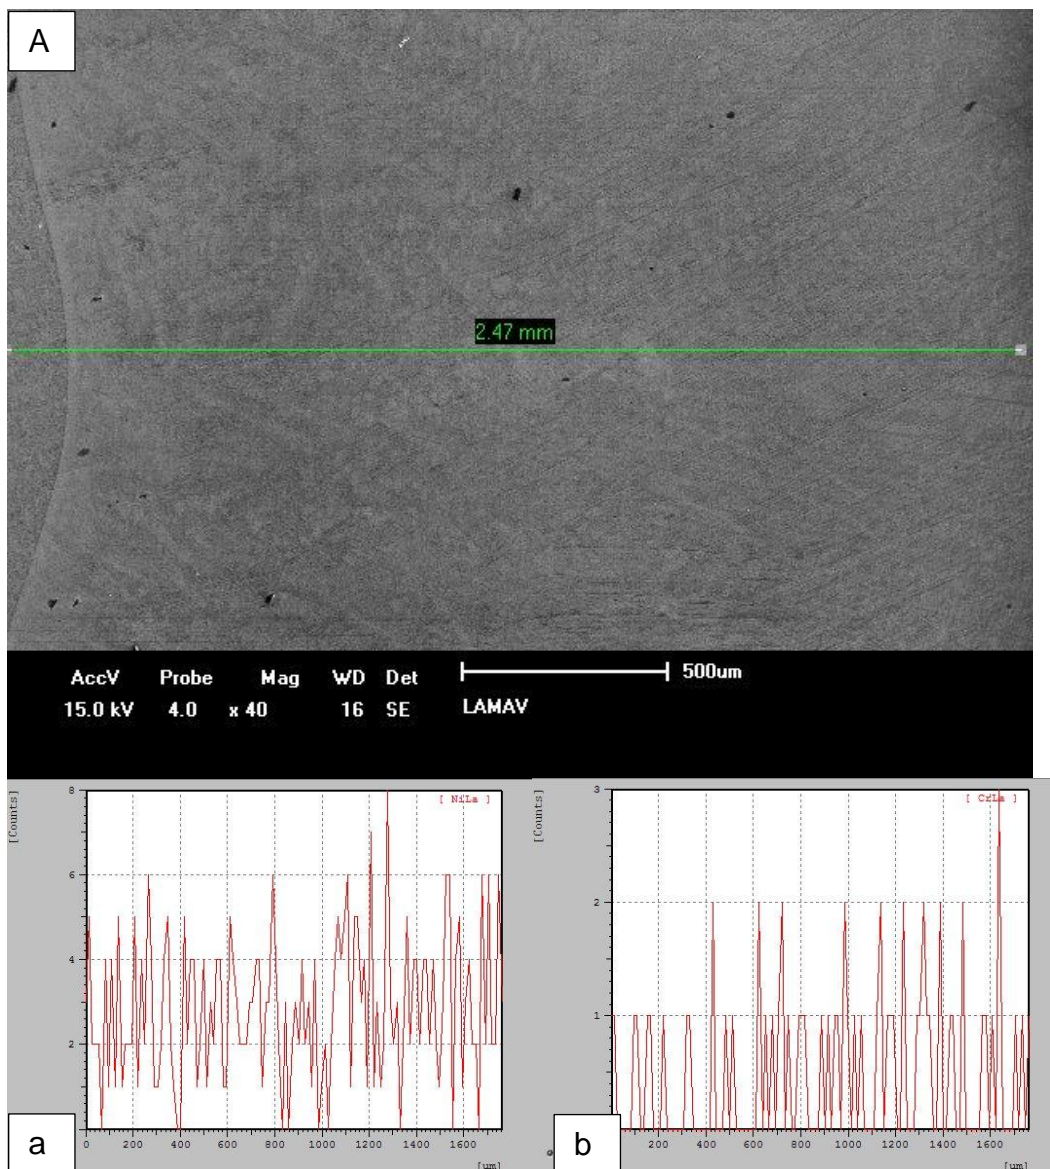 A
2.47 mm
AccV Probe Mag WD Det 500um
15.0 kV 4.0 x 40 16 SE LAMAV
[Counts]
[ NiLa ]
8
6
4
2
0 200 400 600 800 1000 1200 1400 1600
[um]
a
[Counts]
[ CrLa ]
3
2
1
200 400 600 800 1000 1200 1400 1600
[um]
b